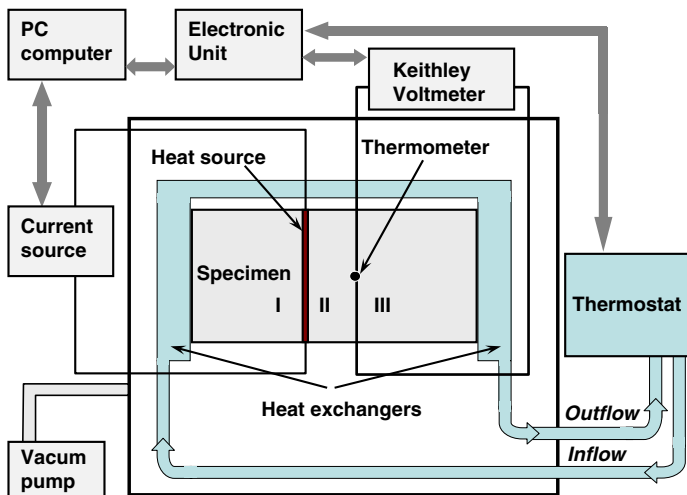 PC
computer
Electronic
Unit
Keithley
Voltmeter
Heat source
Thermometer
Current
source
Specimen
I
II
III
Thermostat
Heat exchangers
Outflow
Inflow
Vacum
pump